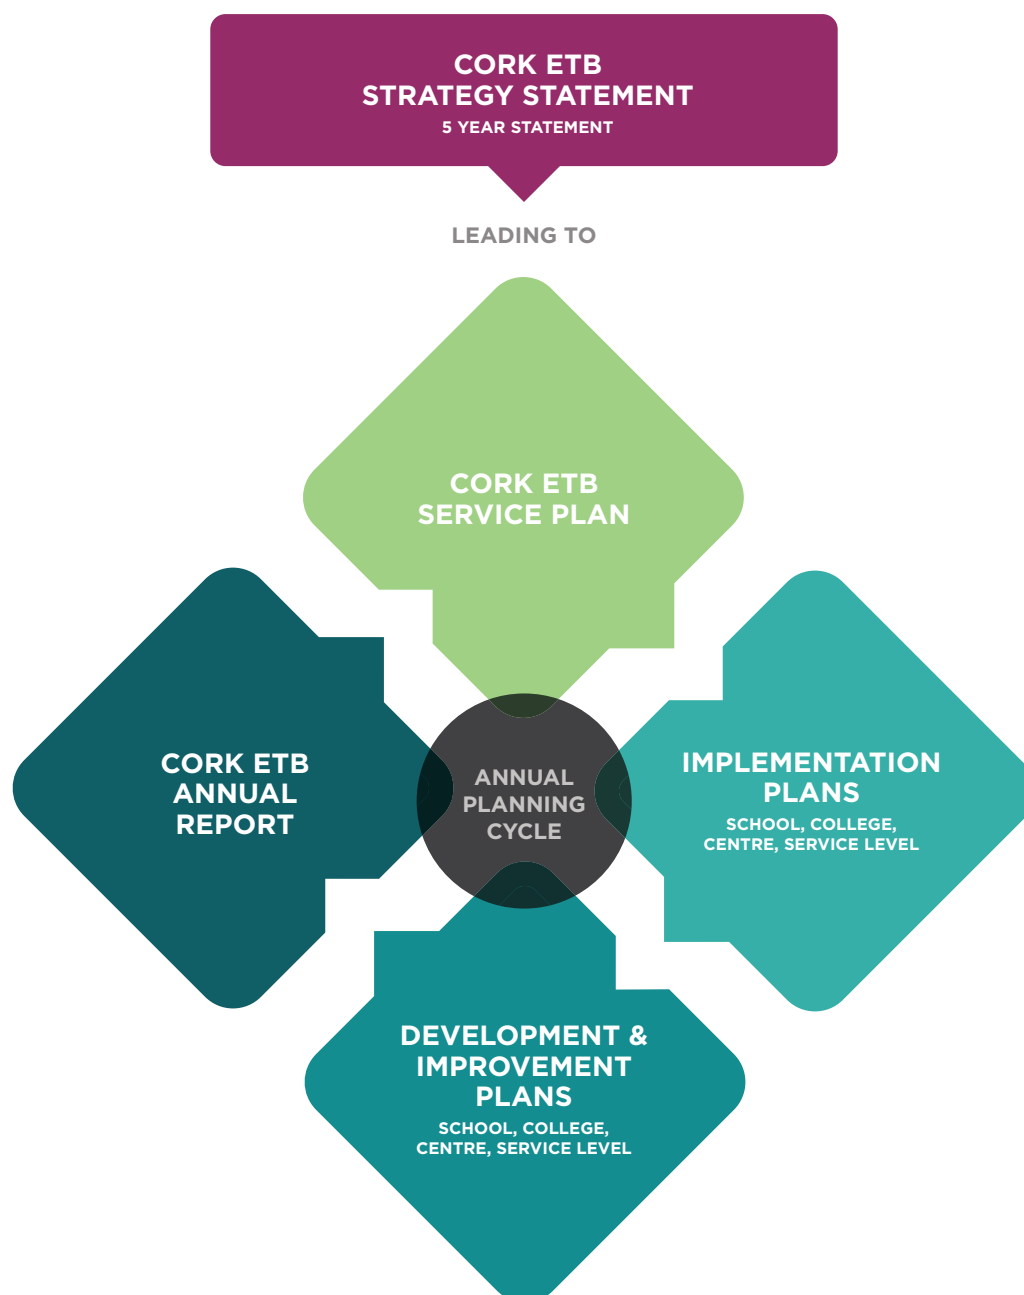 CORK ETB
STRATEGY STATEMENT
5 YEAR STATEMENT
LEADING TO
CORK ETB
SERVICE PLAN
CORK ETB
ANNUAL
REPORT
ANNUAL
PLANNING
CYCLE
IMPLEMENTATION
PLANS
SCHOOL, COLLEGE,
CENTRE, SERVICE LEVEL
DEVELOPMENT &
IMPROVEMENT
PLANS
SCHOOL, COLLEGE,
CENTRE, SERVICE LEVEL